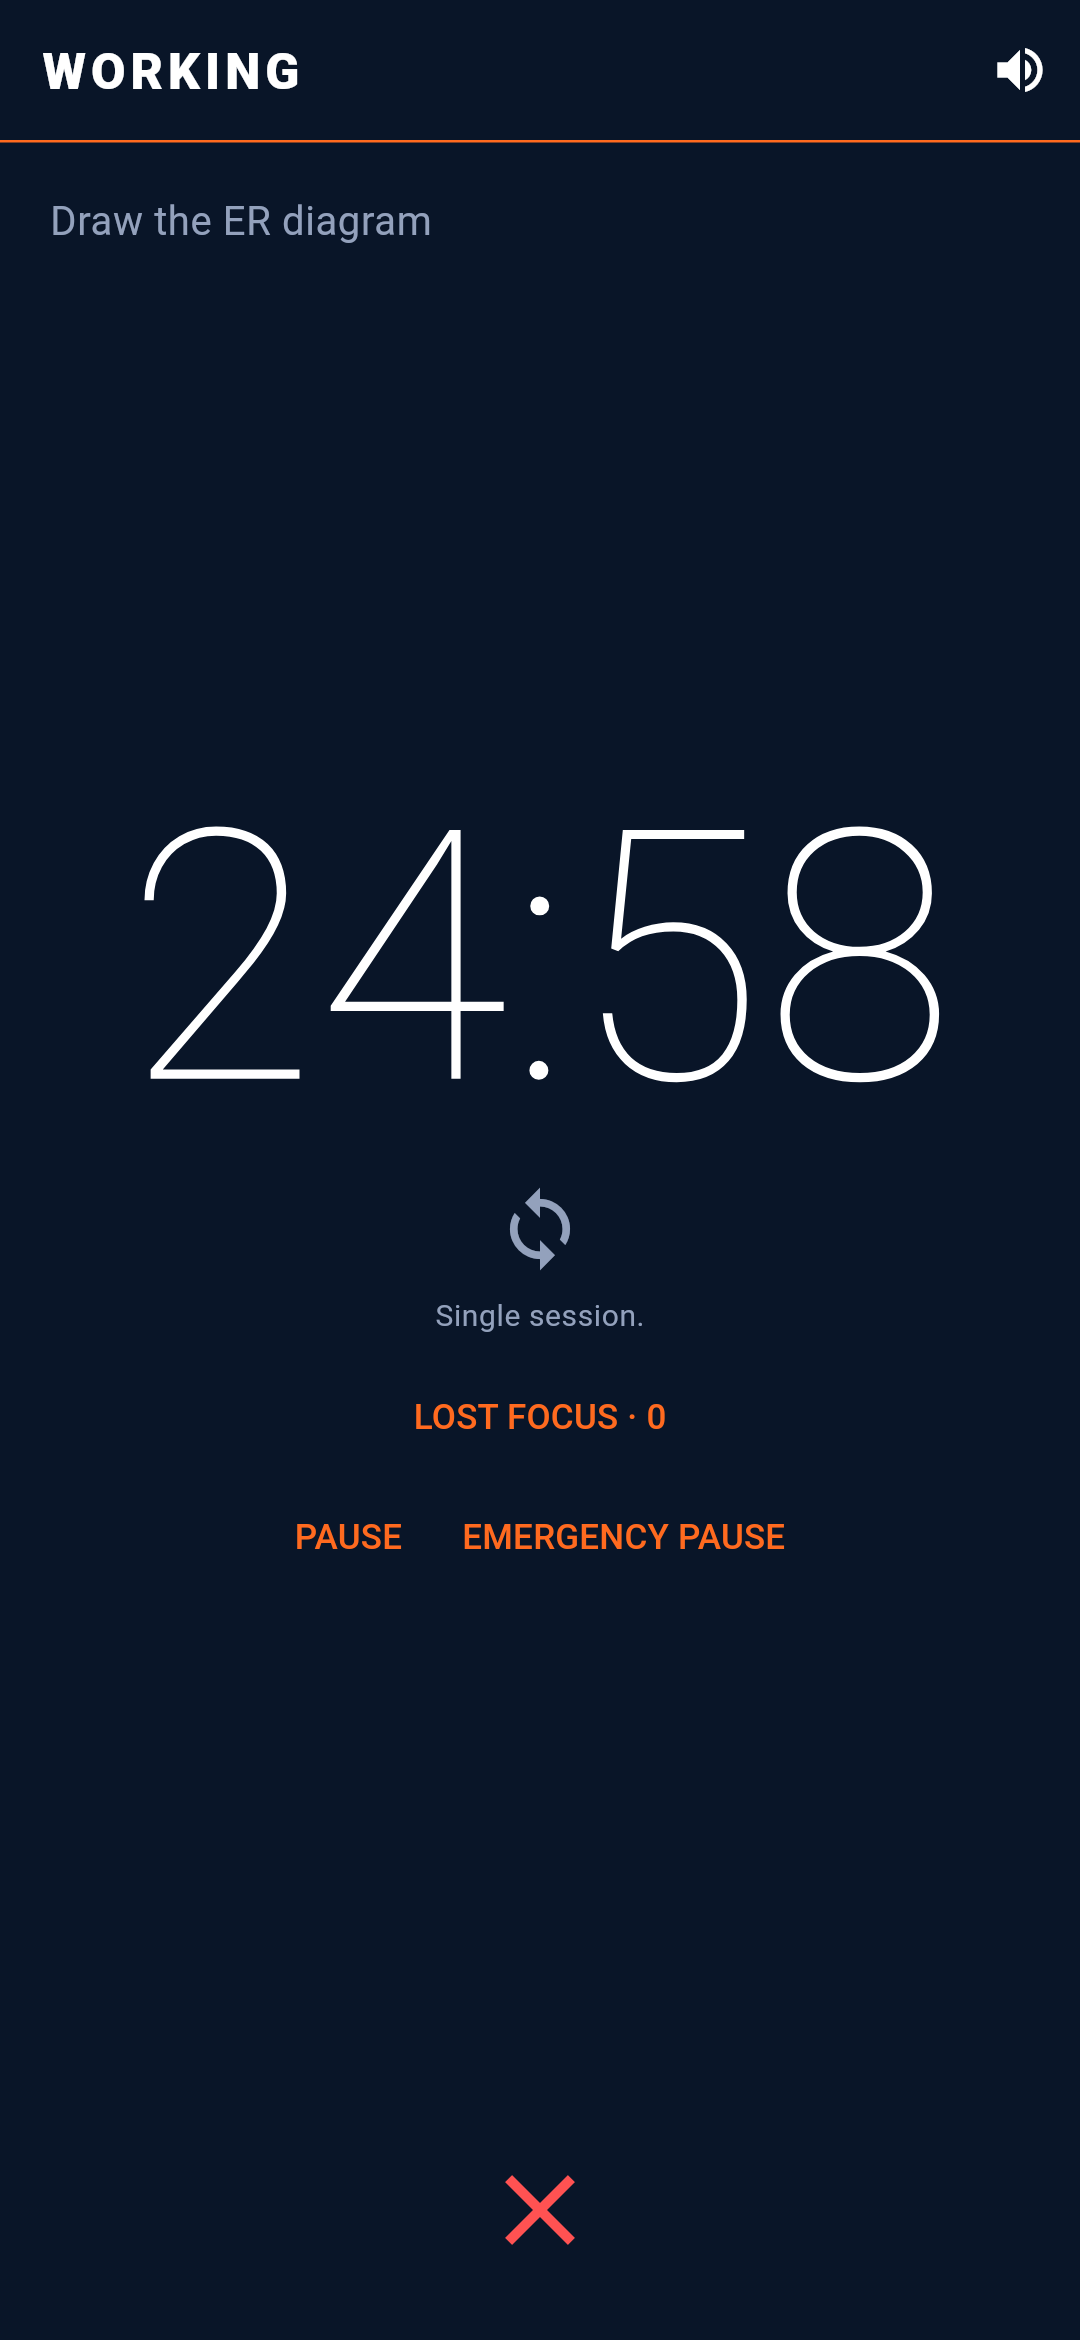 WORKING
Draw the ER diagram
24:58
Single session.
LOST FOCUS · 0
PAUSE EMERGENCY PAUSE